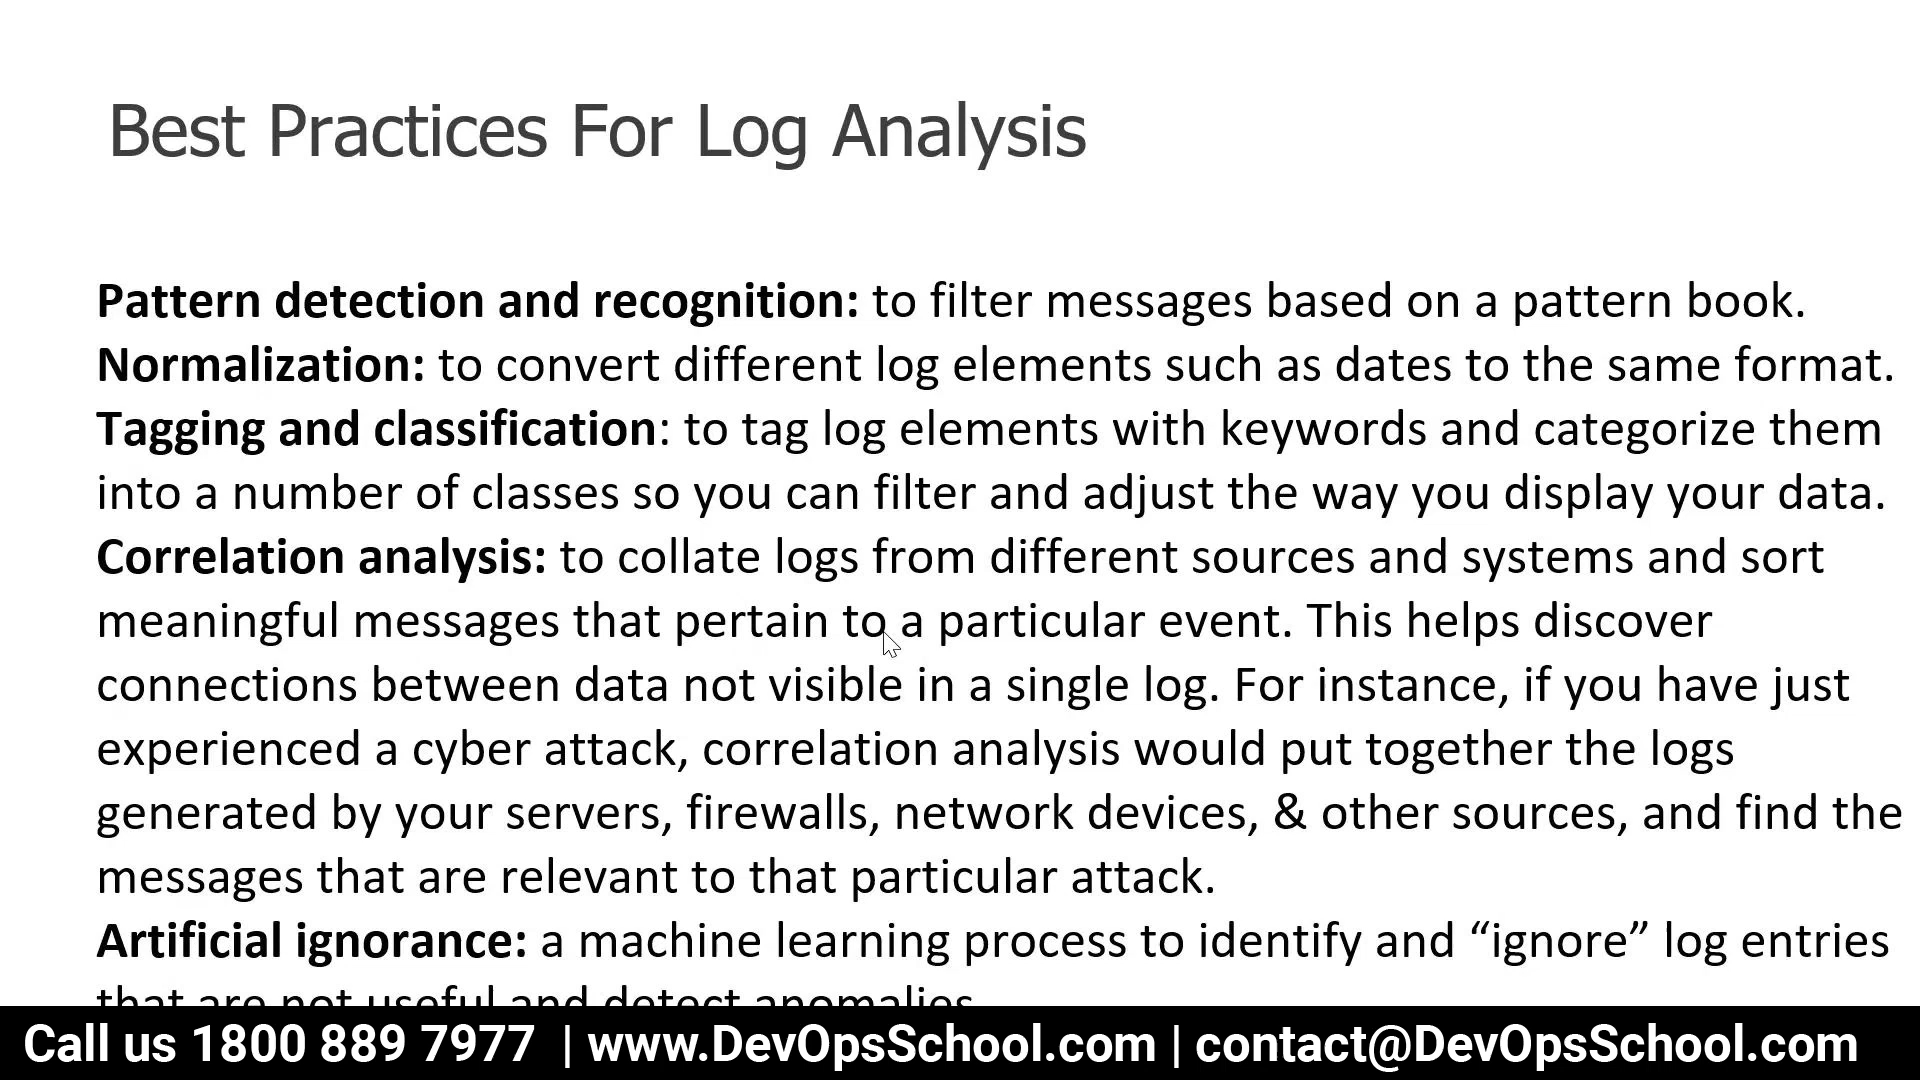 Best Practices For Log Analysis
Pattern detection and recognition: to filter messages based on a pattern book.
Normalization: to convert different log elements such as dates to the same format.
Tagging and classification: to tag log elements with keywords and categorize them
into a number of classes so you can filter and adjust the way you display your data.
Correlation analysis: to collate logs from different sources and systems and sort
meaningful messages that pertain to a particular event. This helps discover
connections between data not visible in a single log. For instance, if you have just
experienced a cyber attack, correlation analysis would put together the logs
generated by your servers, firewalls, network devices, & other sources, and find the
messages that are relevant to that particular attack.
Artificial ignorance: a machine learning process to identify and “ignore” log entries
that are not useful and detect anomalies
Call us 1800 889 7977 | www.DevOpsSchool.com | contact@DevOpsSchool.com